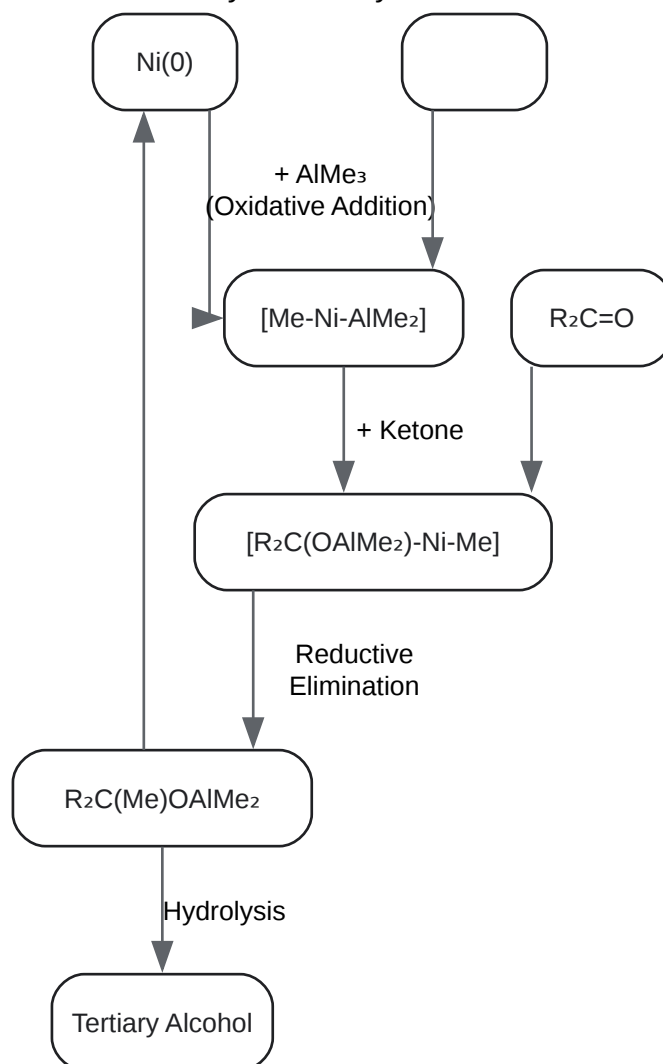 Ni(0)
+ AlMe₃
(Oxidative Addition)
[Me-Ni-AlMe₂]
R₂C=O
+ Ketone
[R₂C(OAlMe₂)-Ni-Me]
Reductive
Elimination
R₂C(Me)OAlMe₂
Hydrolysis
Tertiary Alcohol